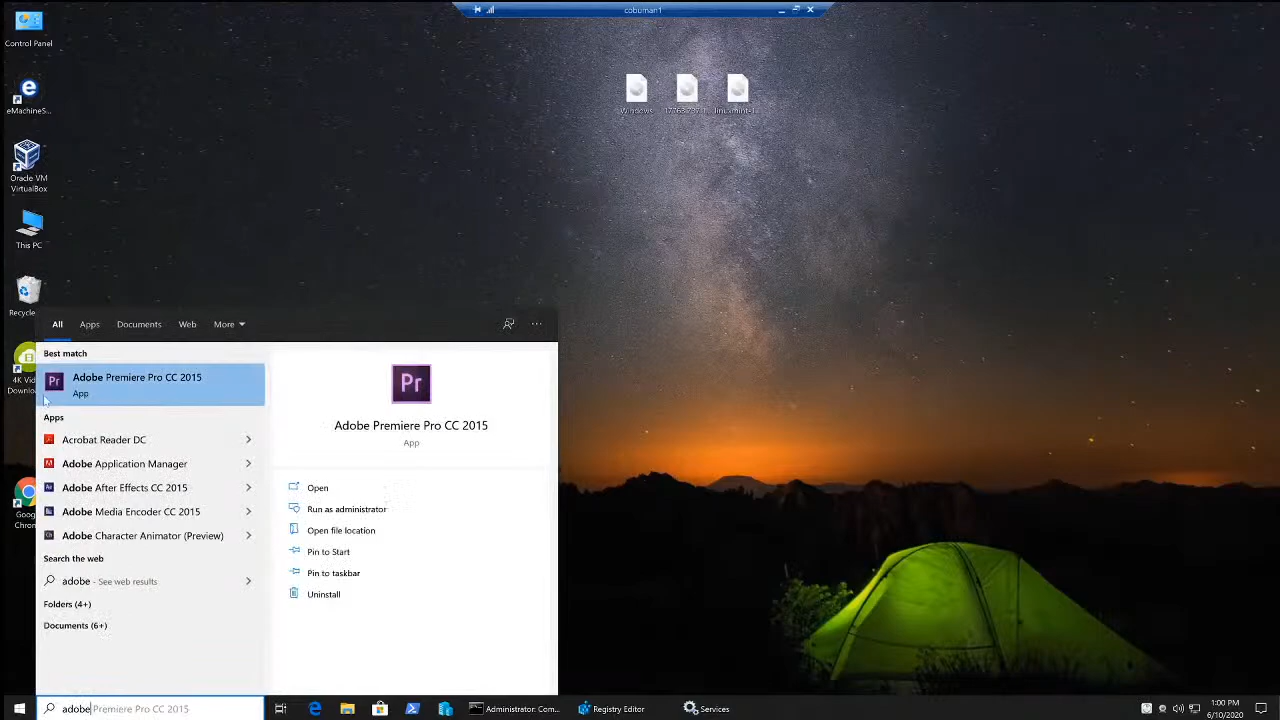 cobuman1
Control Panel
eMachineS...
Oracle VM
VirtualBox
This PC
Recycle
4K Vid
Downloa
Google
Chrom
Windows
linuxmint-1
All
Apps
Documents
Web
More
Best match
Pr
Adobe Premiere Pro CC 2015
App
Apps
Acrobat Reader DC
Adobe Application Manager
Ae
Adobe After Effects CC 2015
Adobe Media Encoder CC 2015
Ch
Adobe Character Animator (Preview)
Search the web
adobe - See web results
Folders (4+)
Documents (6+)
Pr
Adobe Premiere Pro CC 2015
App
Open
Run as administrator
Open file location
Pin to Start
Pin to taskbar
Uninstall
adobe Premiere Pro CC 2015
Administrator: Com...
Registry Editor
Services
1:00 PM
6/10/2020